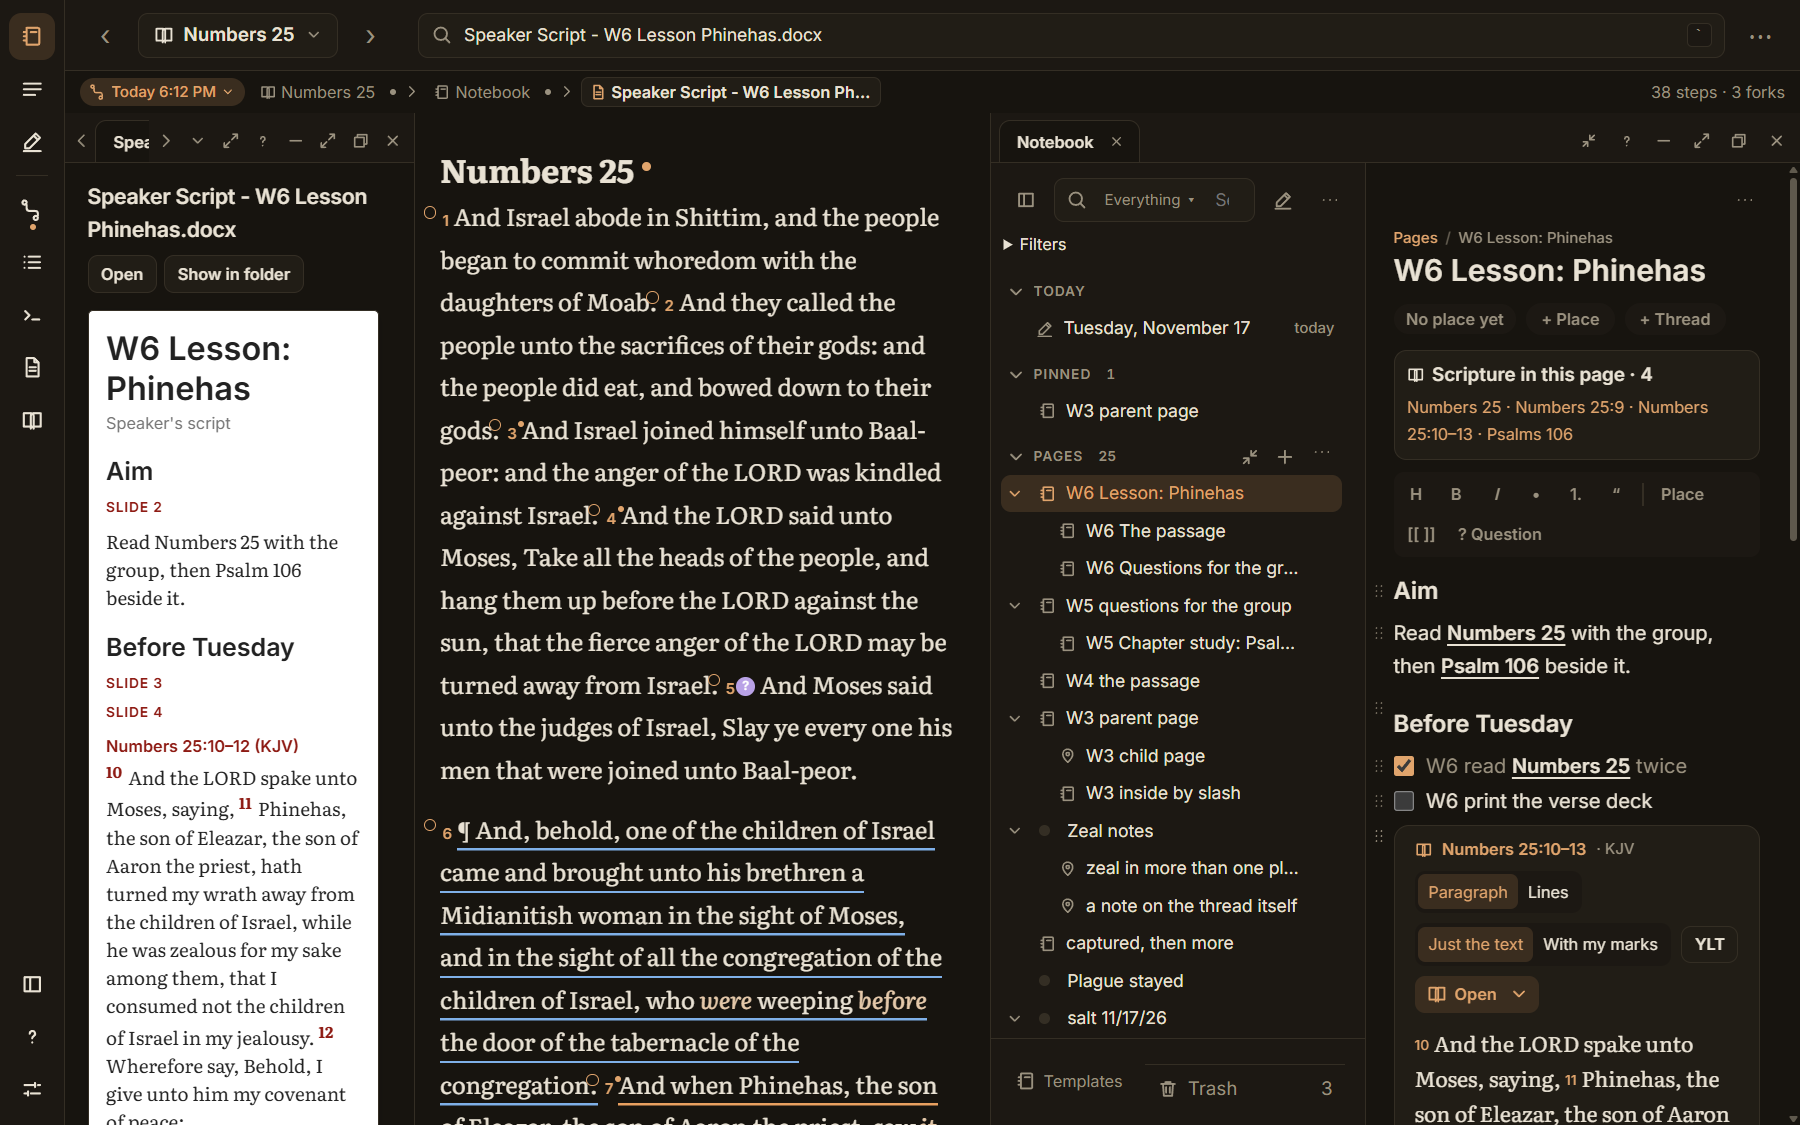 Numbers 25
Speaker Script - W6 Lesson Phinehas.docx
`
Today 6:12 PM
Numbers 25
Notebook
Speaker Script - W6 Lesson Ph...
38 steps · 3 forks
Spea
?
Speaker Script - W6 Lesson
Phinehas.docx
Open
Show in folder
W6 Lesson:
Phinehas
Speaker's script
Aim
SLIDE 2
Read Numbers 25 with the
group, then Psalm 106
beside it.
Before Tuesday
SLIDE 3
SLIDE 4
Numbers 25:10–12 (KJV)
10 And the LORD spake unto
Moses, saying, 11 Phinehas,
the son of Eleazar, the son of
Aaron the priest, hath
turned my wrath away from
the children of Israel, while
he was zealous for my sake
among them, that I
consumed not the children
of Israel in my jealousy. 12
Wherefore say, Behold, I
give unto him my covenant
of peace:
Numbers 25
1 And Israel abode in Shittim, and the people
began to commit whoredom with the
daughters of Moab. 2 And they called the
people unto the sacrifices of their gods: and
the people did eat, and bowed down to their
gods. 3 And Israel joined himself unto Baal-
peor: and the anger of the LORD was kindled
against Israel. 4 And the LORD said unto
Moses, Take all the heads of the people, and
hang them up before the LORD against the
sun, that the fierce anger of the LORD may be
turned away from Israel. 5 ? And Moses said
unto the judges of Israel, Slay ye every one his
men that were joined unto Baal-peor.
6 ¶ And, behold, one of the children of Israel
came and brought unto his brethren a
Midianitish woman in the sight of Moses,
and in the sight of all the congregation of the
children of Israel, who were weeping before
the door of the tabernacle of the
congregation. 7 And when Phinehas, the son
of Eleazar, the son of Aaron the priest, saw it,
Notebook
?
Everything
Filters
TODAY
Tuesday, November 17 today
PINNED 1
W3 parent page
PAGES 25
W6 Lesson: Phinehas
W6 The passage
W6 Questions for the gr...
W5 questions for the group
W5 Chapter study: Psal...
W4 the passage
W3 parent page
W3 child page
W3 inside by slash
Zeal notes
zeal in more than one pl...
a note on the thread itself
captured, then more
Plague stayed
salt 11/17/26
Templates
Trash 3
Pages / W6 Lesson: Phinehas
W6 Lesson: Phinehas
No place yet
+ Place
+ Thread
Scripture in this page · 4
Numbers 25 · Numbers 25:9 · Numbers
25:10–13 · Psalms 106
H B I • 1. “ Place
[[ ]] ? Question
Aim
Read Numbers 25 with the group,
then Psalm 106 beside it.
Before Tuesday
W6 read Numbers 25 twice
W6 print the verse deck
Numbers 25:10–13 · KJV
Paragraph Lines
Just the text With my marks YLT
Open
10 And the LORD spake unto
Moses, saying, 11 Phinehas, the
son of Eleazar, the son of Aaron
?